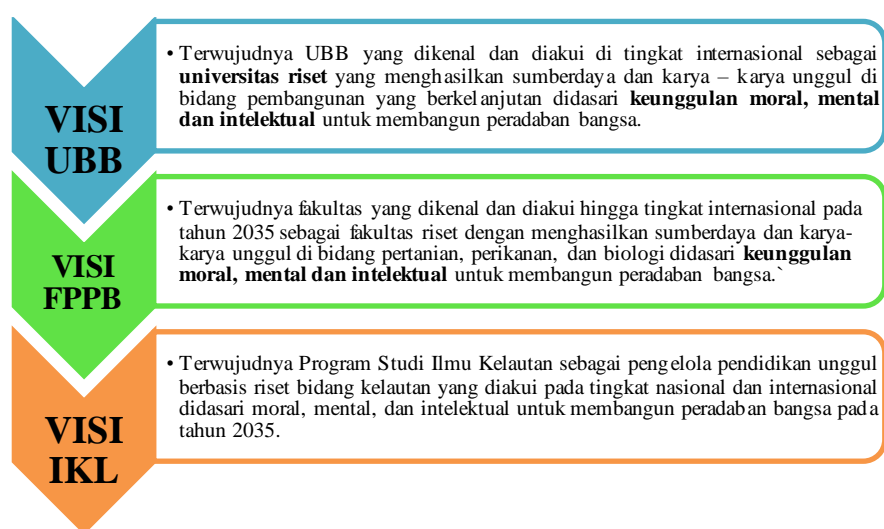 VISI
UBB
• Terwujudnya UBB yang dikenal dan diakui di tingkat internasional sebagai
universitas riset yang menghasilkan sumberdaya dan karya – karya unggul di
bidang pembangunan yang berkelanjutan didasari keunggulan moral, mental
dan intelektual untuk membangun peradaban bangsa.
VISI
FPPB
• Terwujudnya fakultas yang dikenal dan diakui hingga tingkat internasional pada
tahun 2035 sebagai fakultas riset dengan menghasilkan sumberdaya dan karya-
karya unggul di bidang pertanian, perikanan, dan biologi didasari keunggulan
moral, mental dan intelektual untuk membangun peradaban bangsa.`
VISI
IKL
• Terwujudnya Program Studi Ilmu Kelautan sebagai pengelola pendidikan unggul
berbasis riset bidang kelautan yang diakui pada tingkat nasional dan internasional
didasari moral, mental, dan intelektual untuk membangun peradaban bangsa pada
tahun 2035.